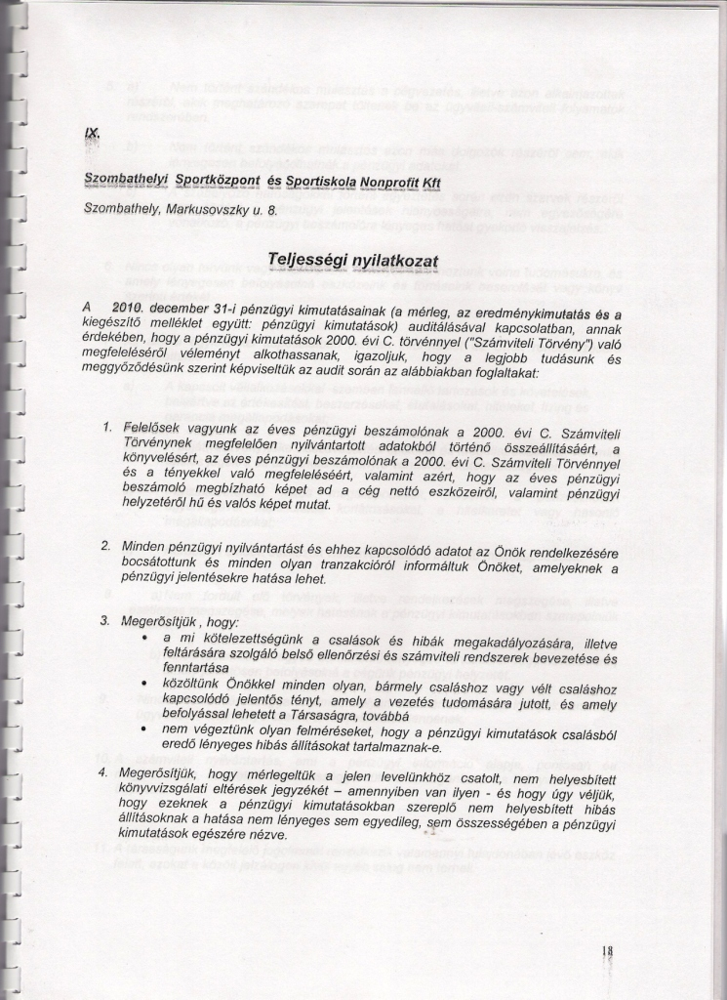 IX.
Szombathelyi Sportközpont és Sportiskola Nonprofit Kft
Szombathely, Markusovszky u. 8.
Teljességi nyilatkozat
A 2010. december 31-i pénzügyi kimutatásainak (a mérleg, az eredménykimutatás és a
kiegészítő melléklet együtt: pénzügyi kimutatások) auditálásával kapcsolatban, annak
érdekében, hogy a pénzügyi kimutatások 2000. évi C. törvénnyel ("Számviteli Törvény") való
megfeleléséről véleményt alkothassanak, igazoljuk, hogy a legjobb tudásunk és
meggyőződésünk szerint képviseltük az audit során az alábbiakban foglaltakat:
1. Felelősek vagyunk az éves pénzügyi beszámolónak a 2000. évi C. Számviteli
Törvénynek megfelelően nyilvántartott adatokból történő összeállításáért, a
könyvelésért, az éves pénzügyi beszámolónak a 2000. évi C. Számviteli Törvénnyel
és a tényekkel való megfeleléséért, valamint azért, hogy az éves pénzügyi
beszámoló megbízható képet ad a cég nettó eszközeiről, valamint pénzügyi
helyzetéről hű és valós képet mutat.
2. Minden pénzügyi nyilvántartást és ehhez kapcsolódó adatot az Önök rendelkezésére
bocsátottunk és minden olyan tranzakcióról informáltuk Önöket, amelyeknek a
pénzügyi jelentésekre hatása lehet.
3. Megerősítjük , hogy:
• a mi kötelezettségünk a csalások és hibák megakadályozására, illetve
feltárására szolgáló belső ellenőrzési és számviteli rendszerek bevezetése és
fenntartása
• közöltünk Önökkel minden olyan, bármely csaláshoz vagy vélt csaláshoz
kapcsolódó jelentős tényt, amely a vezetés tudomására jutott, és amely
befolyással lehetett a Társaságra, továbbá
• nem végeztünk olyan felméréseket, hogy a pénzügyi kimutatások csalásból
eredő lényeges hibás állításokat tartalmaznak-e.
4. Megerősítjük, hogy mérlegeltük a jelen levelünkhöz csatolt, nem helyesbített
könyvvizsgálati eltérések jegyzékét – amennyiben van ilyen - és hogy úgy véljük,
hogy ezeknek a pénzügyi kimutatásokban szereplő nem helyesbített hibás
állításoknak a hatása nem lényeges sem egyedileg, sem összességében a pénzügyi
kimutatások egészére nézve.
18